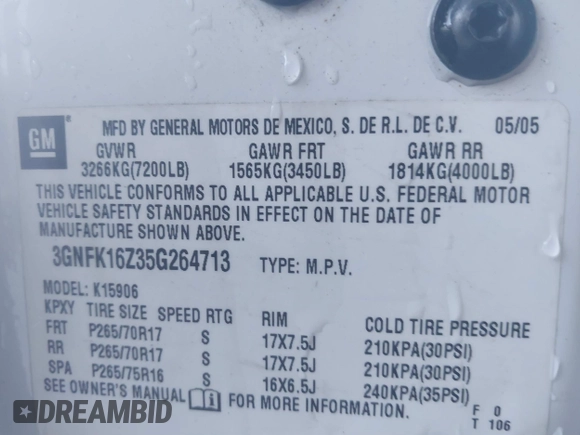 GM
MFD BY GENERAL MOTORS DE MEXICO, S. DE R.L. DE C.V. 05/05
GVWR GAWR FRT GAWR RR
3266KG(7200LB) 1565KG(3450LB) 1814KG(4000LB)
THIS VEHICLE CONFORMS TO ALL APPLICABLE U.S. FEDERAL MOTOR
VEHICLE SAFETY STANDARDS IN EFFECT ON THE DATE OF
MANUFACTURE SHOWN ABOVE.
3GNFK16Z35G264713 TYPE: M.P.V.
MODEL: K15906
KPXY TIRE SIZE SPEED RTG RIM COLD TIRE PRESSURE
FRT P265/70R17 S 17X7.5J 210KPA(30PSI)
RR P265/70R17 S 17X7.5J 210KPA(30PSI)
SPA P265/75R16 S 16X6.5J 240KPA(35PSI)
SEE OWNER'S MANUAL FOR MORE INFORMATION. F 0
T 106
DREAMBID